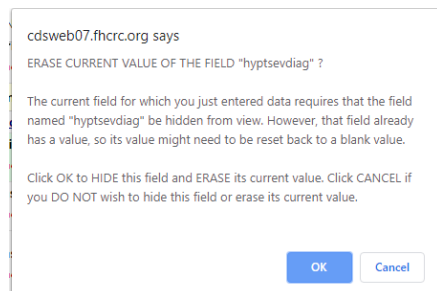 cdsweb07.fhcrc.org says
ERASE CURRENT VALUE OF THE FIELD "hyptsevdiag" ?
The current field for which you just entered data requires that the field
named "hyptsevdiag" be hidden from view. However, that field already
has a value, so its value might need to be reset back to a blank value.
Click OK to HIDE this field and ERASE its current value. Click CANCEL if
you DO NOT wish to hide this field or erase its current value.
OK
Cancel